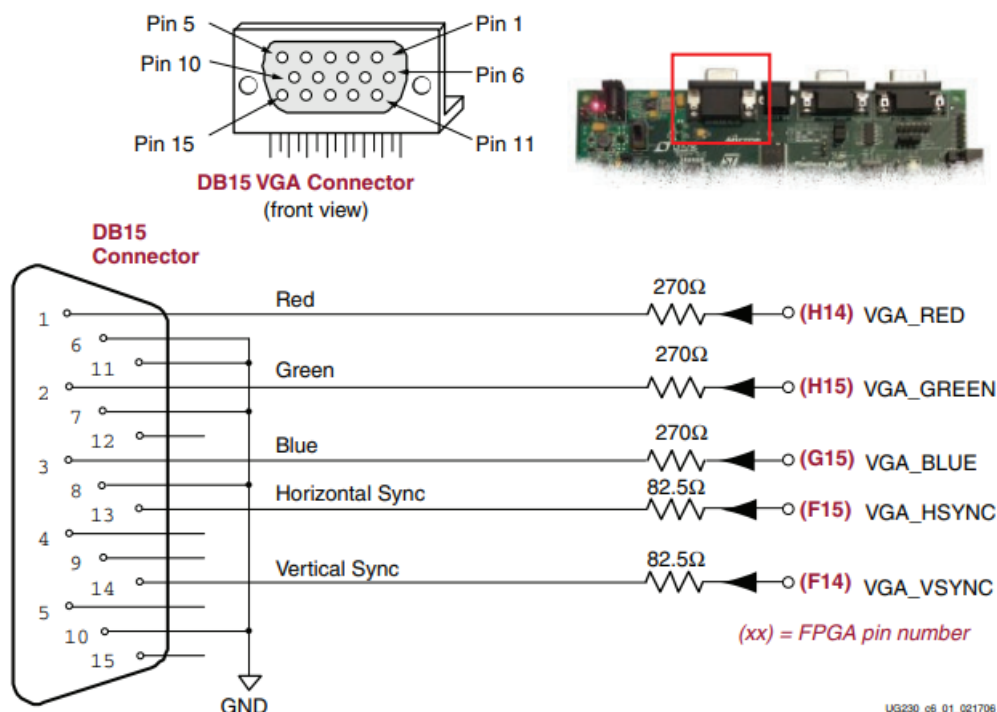 Pin 5
Pin 1
Pin 10
Pin 6
Pin 15
Pin 11
DB15 VGA Connector
(front view)
DB15
Connector
1
Red
270Ω
(H14) VGA_RED
6
11
2
Green
270Ω
(H15) VGA_GREEN
7
12
3
Blue
270Ω
(G15) VGA_BLUE
8
13
Horizontal Sync
82.5Ω
(F15) VGA_HSYNC
4
9
14
Vertical Sync
82.5Ω
(F14) VGA_VSYNC
5
10
15
(xx) = FPGA pin number
GND
UG230_c6_01_021706